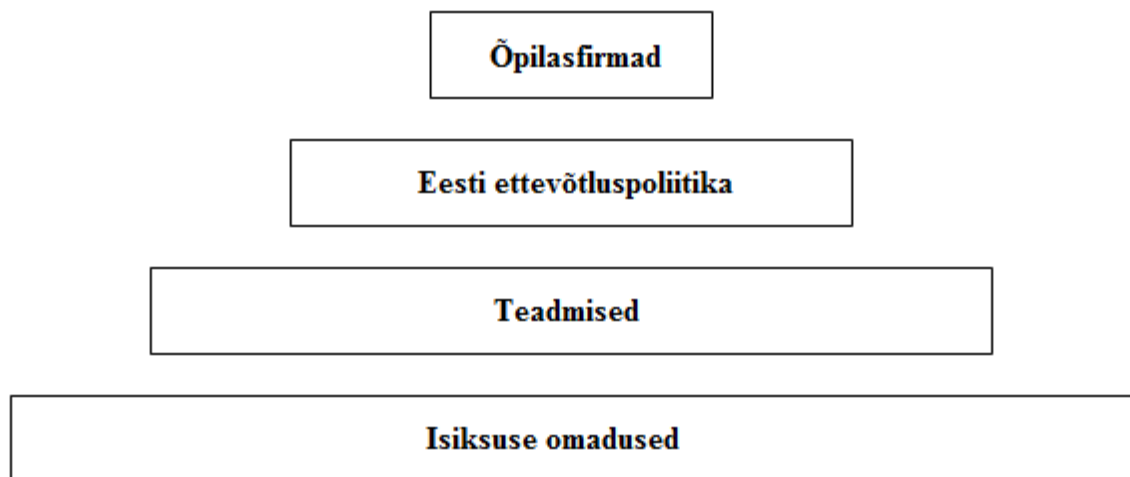 Õpilasfirmad
Eesti ettevõtluspoliitika
Teadmised
Isiksuse omadused